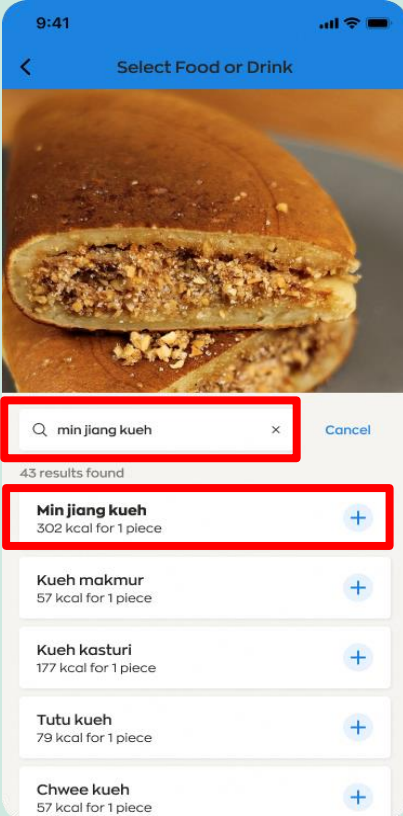 9:41
Select Food or Drink
min jiang kueh
Cancel
43 results found
Min jiang kueh
302 kcal for 1 piece
Kueh makmur
57 kcal for 1 piece
Kueh kasturi
177 kcal for 1 piece
Tutu kueh
79 kcal for 1 piece
Chwee kueh
57 kcal for 1 piece